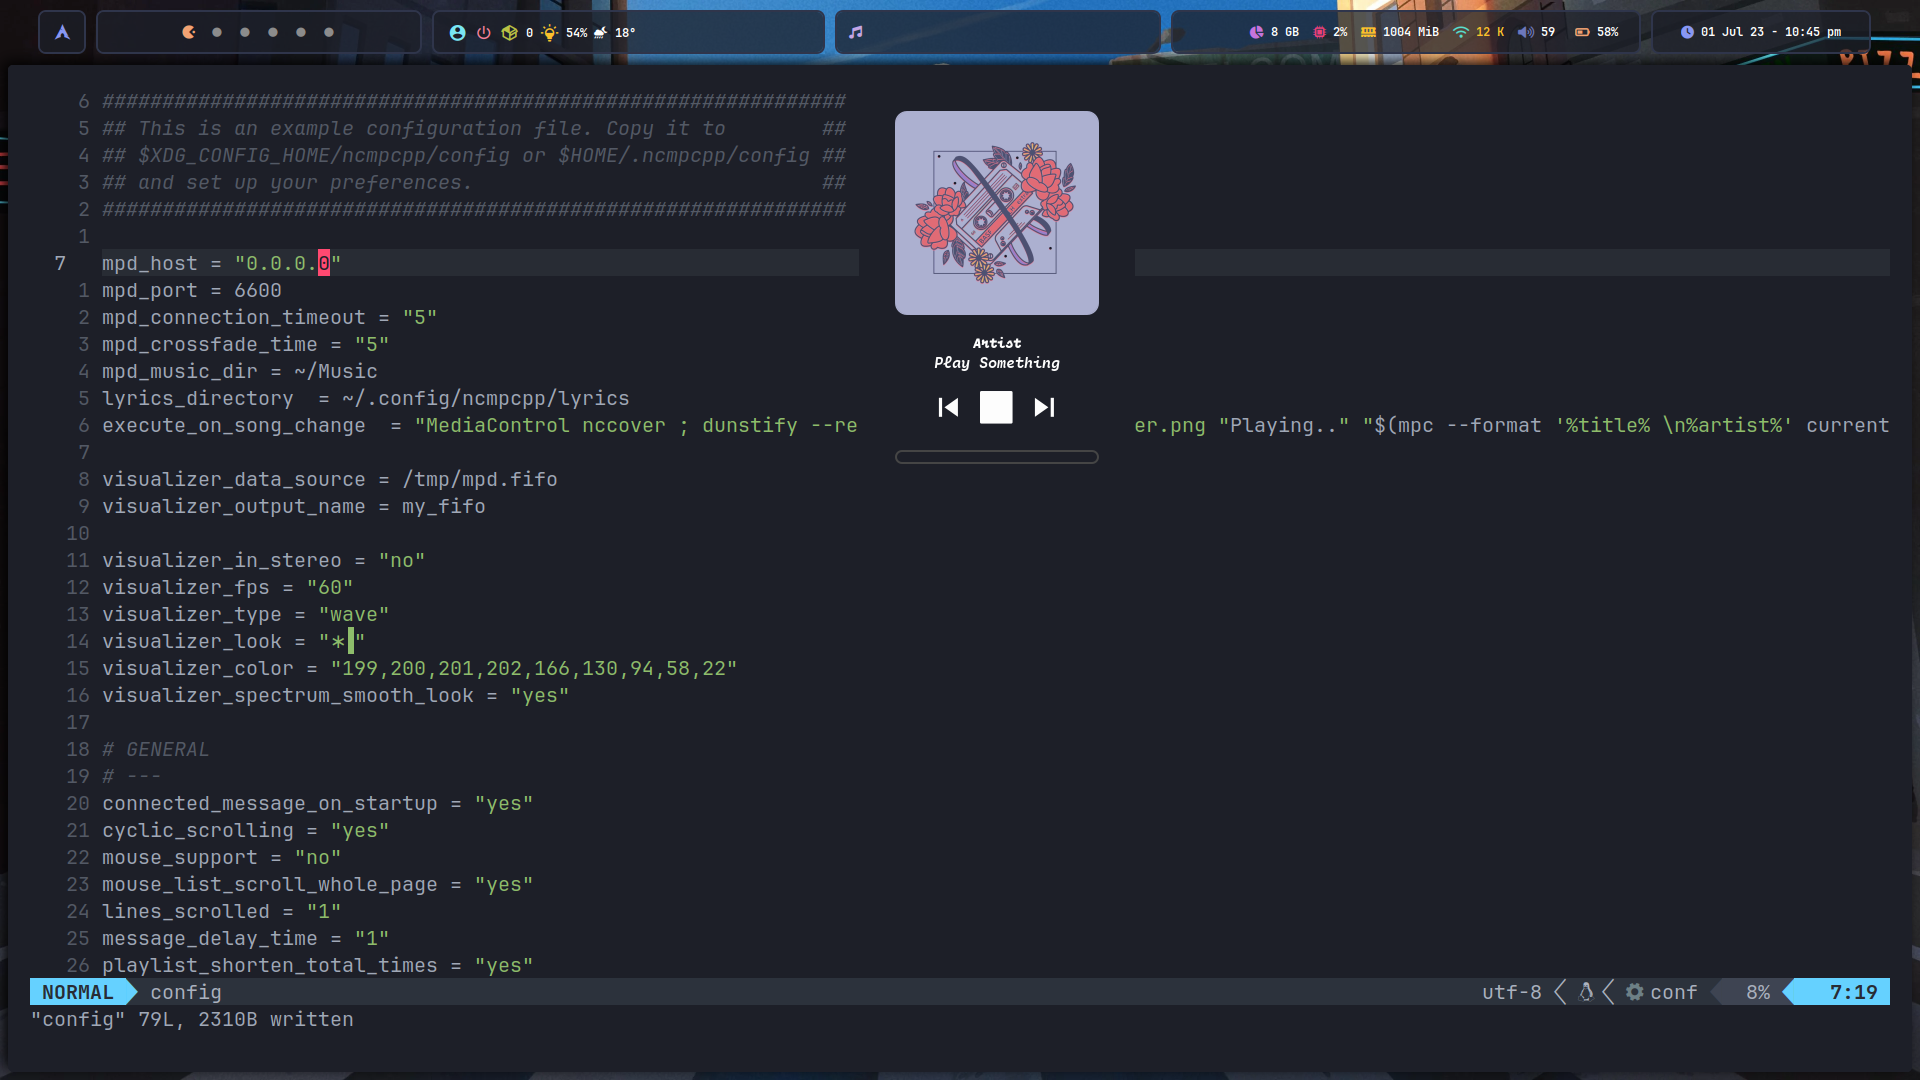 0 54% 18° 8 GB 2% 1004 MiB 12 K 59 58% 01 Jul 23 - 10:45 pm
6 ##############################################################
5 ## This is an example configuration file. Copy it to        ##
4 ## $XDG_CONFIG_HOME/ncmpcpp/config or $HOME/.ncmpcpp/config ##
3 ## and set up your preferences.                             ##
2 ##############################################################
1
7 mpd_host = "0.0.0.0"
1 mpd_port = 6600
2 mpd_connection_timeout = "5"
3 mpd_crossfade_time = "5"
4 mpd_music_dir = ~/Music
5 lyrics_directory  = ~/.config/ncmpcpp/lyrics
6 execute_on_song_change  = "MediaControl nccover ; dunstify --re er.png "Playing.." "$(mpc --format '%title% \n%artist%' current
7
8 visualizer_data_source = /tmp/mpd.fifo
9 visualizer_output_name = my_fifo
10
11 visualizer_in_stereo = "no"
12 visualizer_fps = "60"
13 visualizer_type = "wave"
14 visualizer_look = "*▌"
15 visualizer_color = "199,200,201,202,166,130,94,58,22"
16 visualizer_spectrum_smooth_look = "yes"
17
18 # GENERAL
19 # ---
20 connected_message_on_startup = "yes"
21 cyclic_scrolling = "yes"
22 mouse_support = "no"
23 mouse_list_scroll_whole_page = "yes"
24 lines_scrolled = "1"
25 message_delay_time = "1"
26 playlist_shorten_total_times = "yes"
Artist
Play Something
NORMAL config utf-8 conf 8% 7:19
"config" 79L, 2310B written